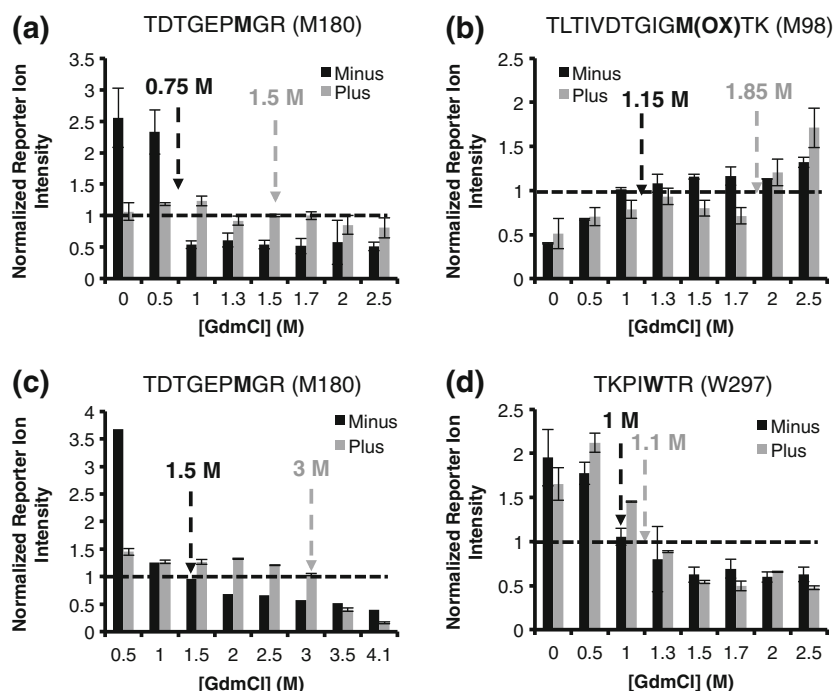 (a)
TDTGEPMGR (M180)
Normalized Reporter Ion
Intensity
3.5
3
2.5
2
1.5
1
0.5
0
Minus
Plus
0.75 M
1.5 M
0 0.5 1 1.3 1.5 1.7 2 2.5
[GdmCl] (M)
(b)
TLTIVDTGIGM(OX)TK (M98)
Normalized Reporter Ion
Intensity
2.5
2
1.5
1
0.5
0
Minus
Plus
1.15 M
1.85 M
0 0.5 1 1.3 1.5 1.7 2 2.5
[GdmCl] (M)
(c)
TDTGEPMGR (M180)
Normalized Reporter Ion
Intensity
4
3.5
3
2.5
2
1.5
1
0.5
0
Minus
Plus
1.5 M
3 M
0.5 1 1.5 2 2.5 3 3.5 4.1
[GdmCl] (M)
(d)
TKPIWTR (W297)
Normalized Reporter Ion
Intensity
2.5
2
1.5
1
0.5
0
Minus
Plus
1 M
1.1 M
0 0.5 1 1.3 1.5 1.7 2 2.5
[GdmCl] (M)